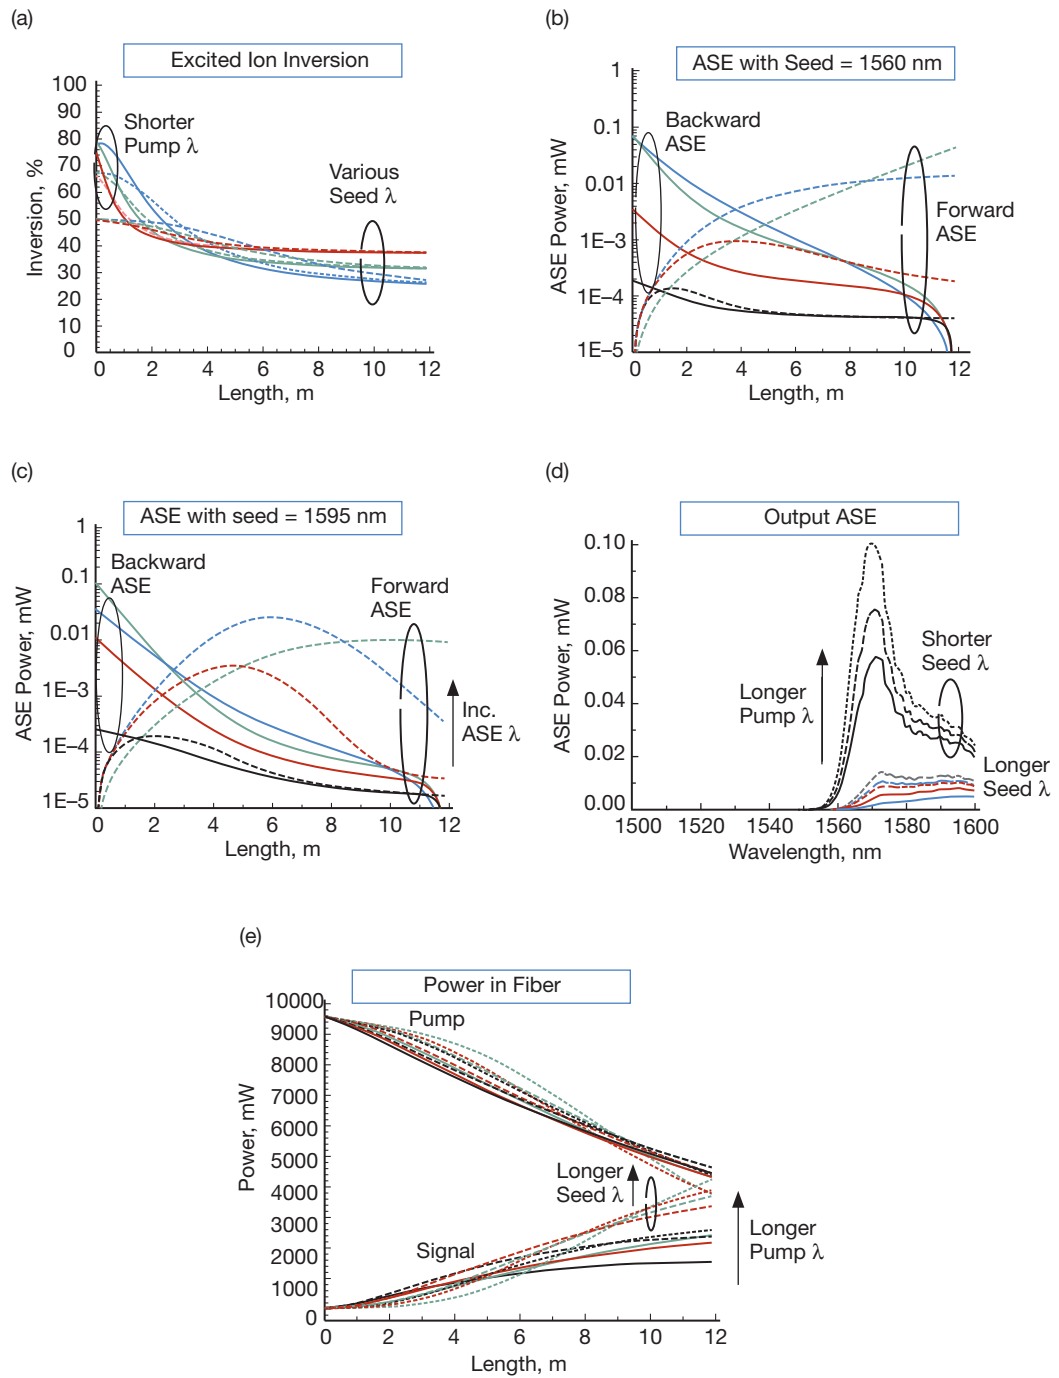 (a)
Excited Ion Inversion
100
90
80
70
60
50
40
30
20
10
0
Inversion, %
Shorter
Pump λ
Various
Seed λ
0 2 4 6 8 10 12
Length, m
(b)
ASE with Seed = 1560 nm
1
0.1
0.01
1E–3
1E–4
1E–5
ASE Power, mW
Backward
ASE
Forward
ASE
0 2 4 6 8 10 12
Length, m
(c)
ASE with seed = 1595 nm
1
0.1
0.01
1E–3
1E–4
1E–5
ASE Power, mW
Backward
ASE
Forward
ASE
Inc.
ASE λ
0 2 4 6 8 10 12
Length, m
(d)
Output ASE
0.10
0.08
0.06
0.04
0.02
0.00
ASE Power, mW
Longer
Pump λ
Shorter
Seed λ
Longer
Seed λ
1500 1520 1540 1560 1580 1600
Wavelength, nm
(e)
Power in Fiber
10000
9000
8000
7000
6000
5000
4000
3000
2000
1000
0
Power, mW
Pump
Longer
Seed λ
Signal
Longer
Pump λ
0 2 4 6 8 10 12
Length, m